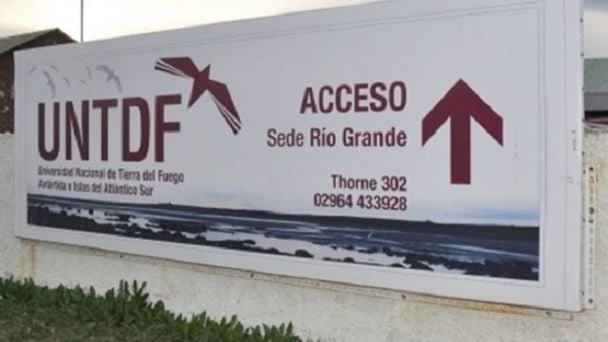 UNTDF
Universidad Nacional de Tierra del Fuego
Antártida e Islas del Atlántico Sur
ACCESO
Sede Río Grande
Thorne 302
02964 433928